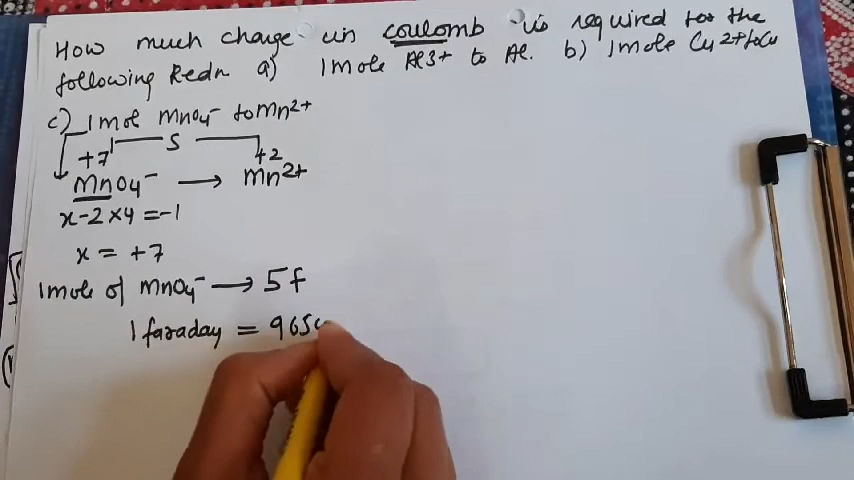 How much charge in coulomb is required for the
following Redn a) 1mole Al3+ to Al. b) 1mole Cu2+ to Cu
c) 1mol MnO4- to Mn2+
5
+7 +2
MnO4- → Mn2+
x-2×4=-1
x = +7
1mole of MnO4- → 5f
1 faraday = 965